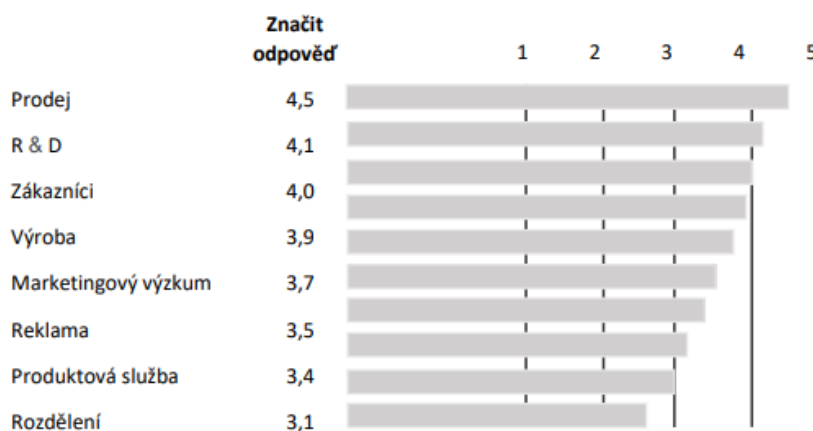 Značit
odpověď 1 2 3 4 5
Prodej 4,5
R & D 4,1
Zákazníci 4,0
Výroba 3,9
Marketingový výzkum 3,7
Reklama 3,5
Produktová služba 3,4
Rozdělení 3,1